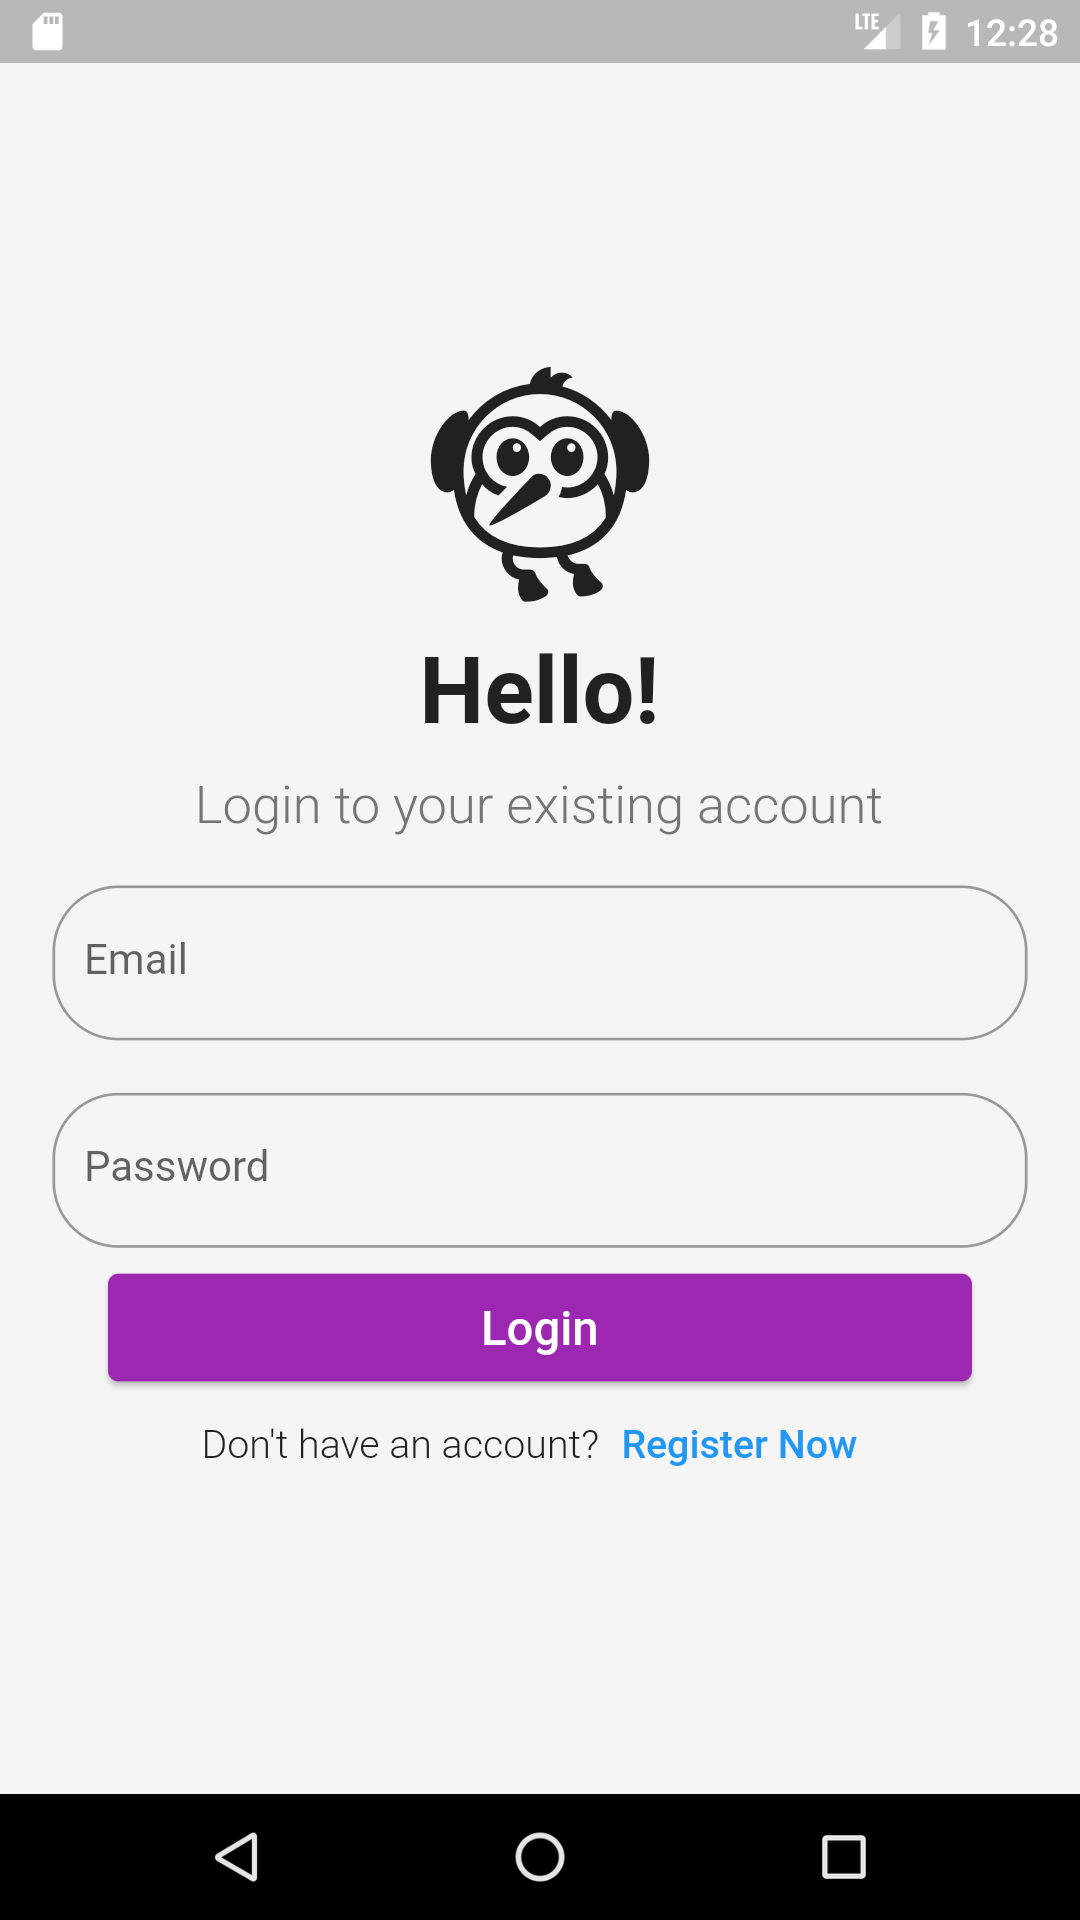 LTE 12:28
Hello!
Login to your existing account
Email
Password
Login
Don't have an account? Register Now